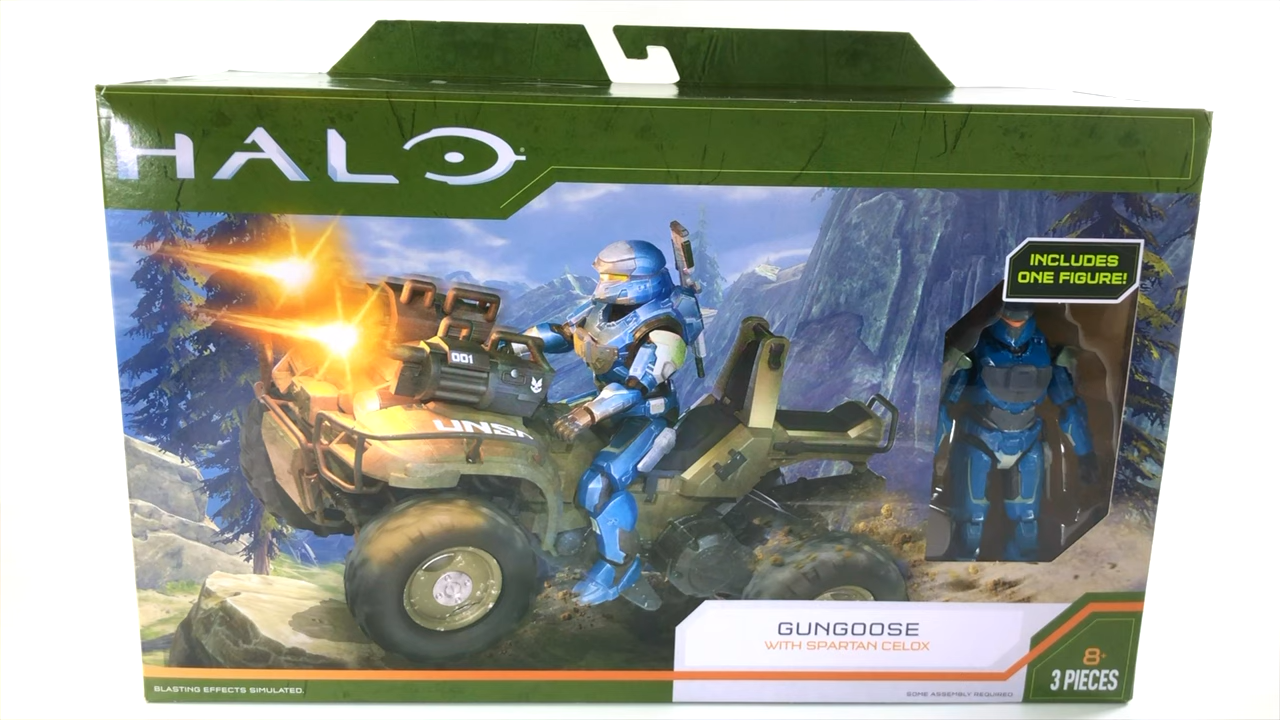 HALO
INCLUDES
ONE FIGURE!
001
UNSC
GUNGOOSE
WITH SPARTAN CELOX
8+
3 PIECES
BLASTING EFFECTS SIMULATED.
SOME ASSEMBLY REQUIRED